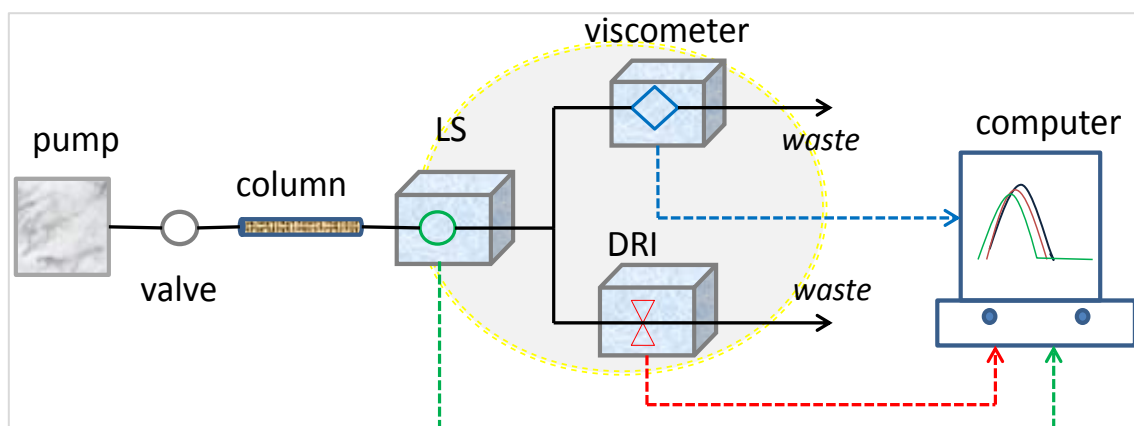 viscometer
LS
computer
pump
waste
column
DRI
valve
waste